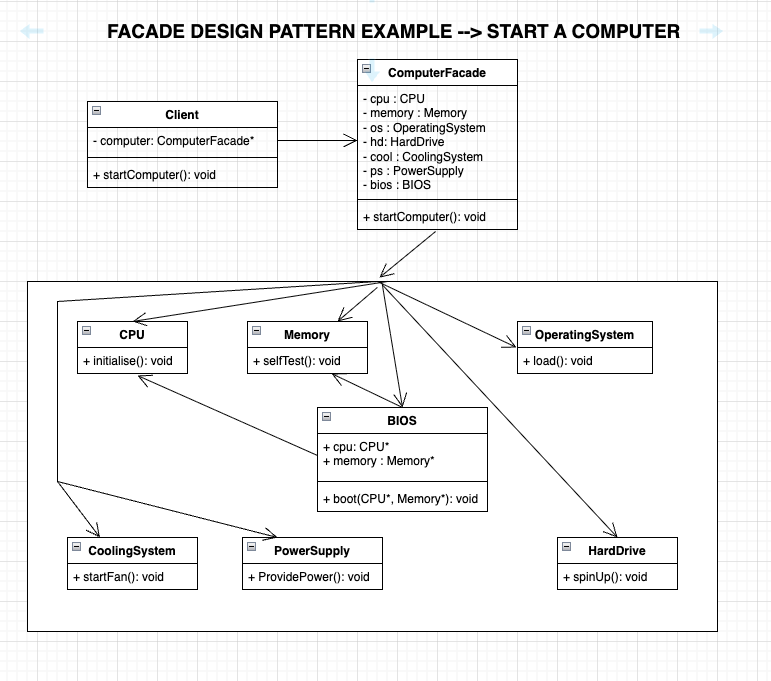 FACADE DESIGN PATTERN EXAMPLE --> START A COMPUTER
ComputerFacade
- cpu : CPU
- memory : Memory
- os : OperatingSystem
- hd: HardDrive
- cool : CoolingSystem
- ps : PowerSupply
- bios : BIOS
+ startComputer(): void
Client
- computer: ComputerFacade*
+ startComputer(): void
CPU
+ initialise(): void
Memory
+ selfTest(): void
OperatingSystem
+ load(): void
BIOS
+ cpu: CPU*
+ memory : Memory*
+ boot(CPU*, Memory*): void
CoolingSystem
+ startFan(): void
PowerSupply
+ ProvidePower(): void
HardDrive
+ spinUp(): void